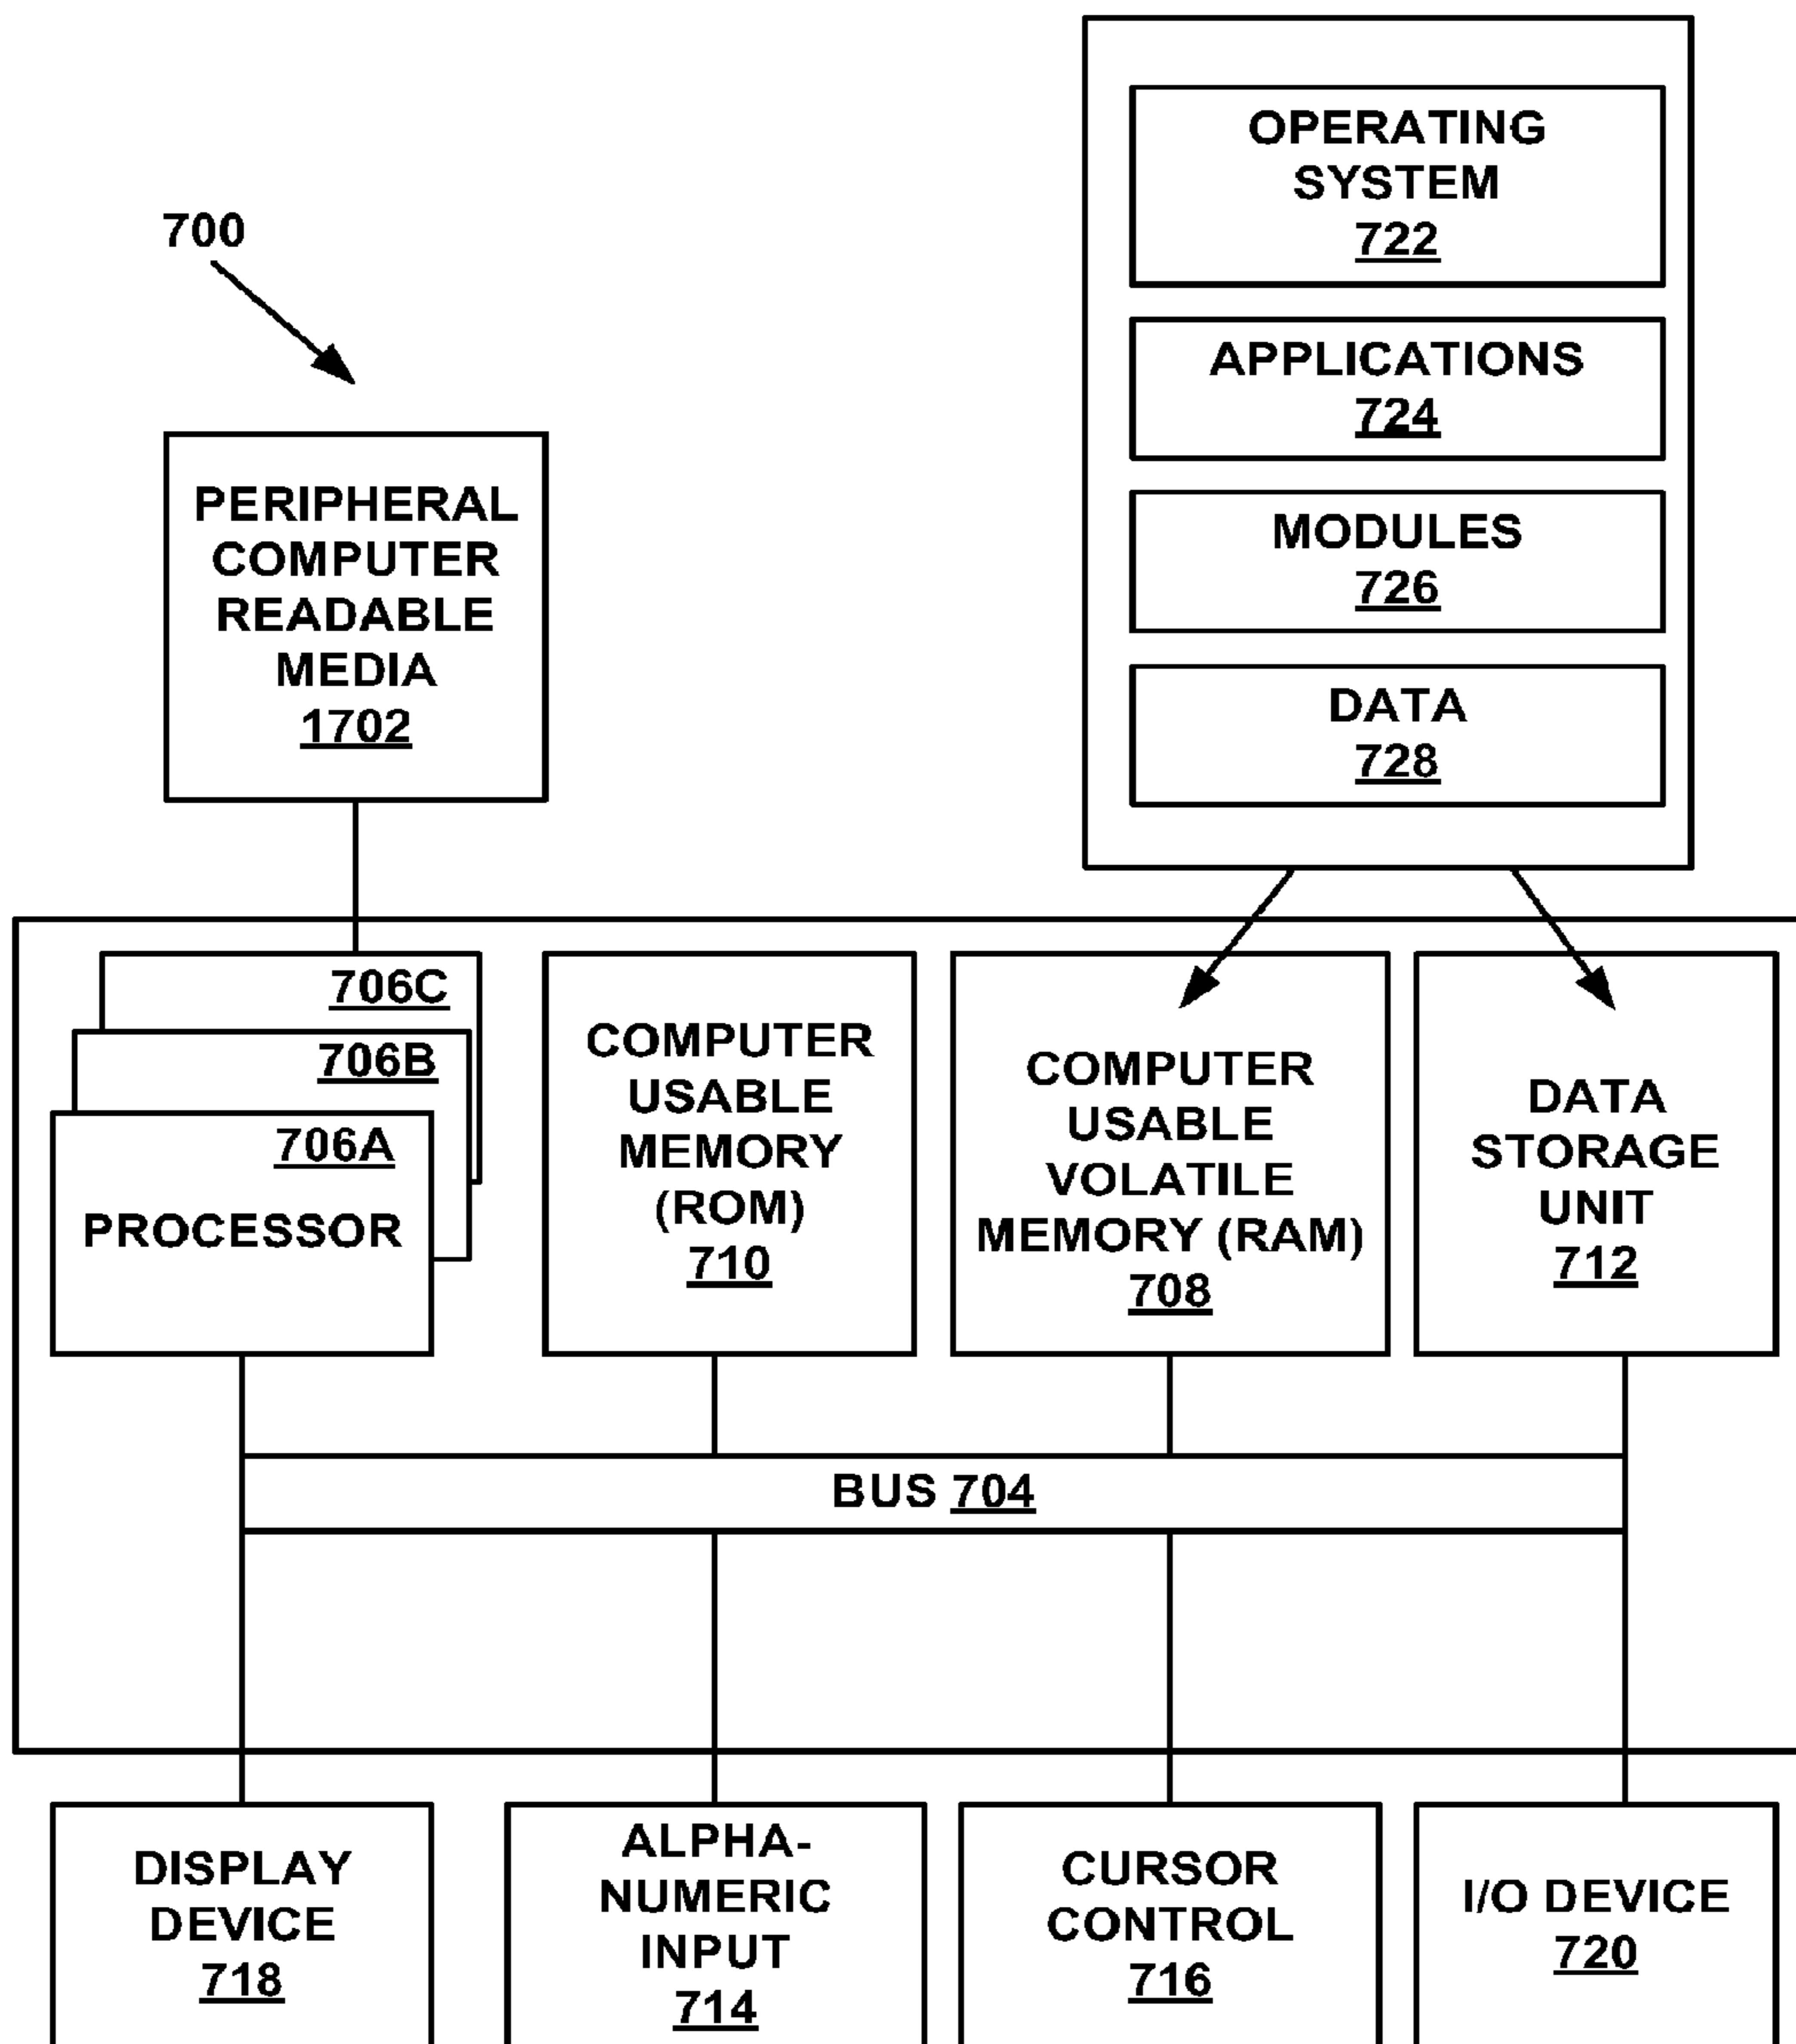 700
PERIPHERAL
COMPUTER
READABLE
MEDIA
1702
OPERATING
SYSTEM
722
APPLICATIONS
724
MODULES
726
DATA
728
706C
706B
706A
PROCESSOR
COMPUTER
USABLE
MEMORY
(ROM)
710
COMPUTER
USABLE
VOLATILE
MEMORY (RAM)
708
DATA
STORAGE
UNIT
712
BUS 704
DISPLAY
DEVICE
718
ALPHA-
NUMERIC
INPUT
714
CURSOR
CONTROL
716
I/O DEVICE
720